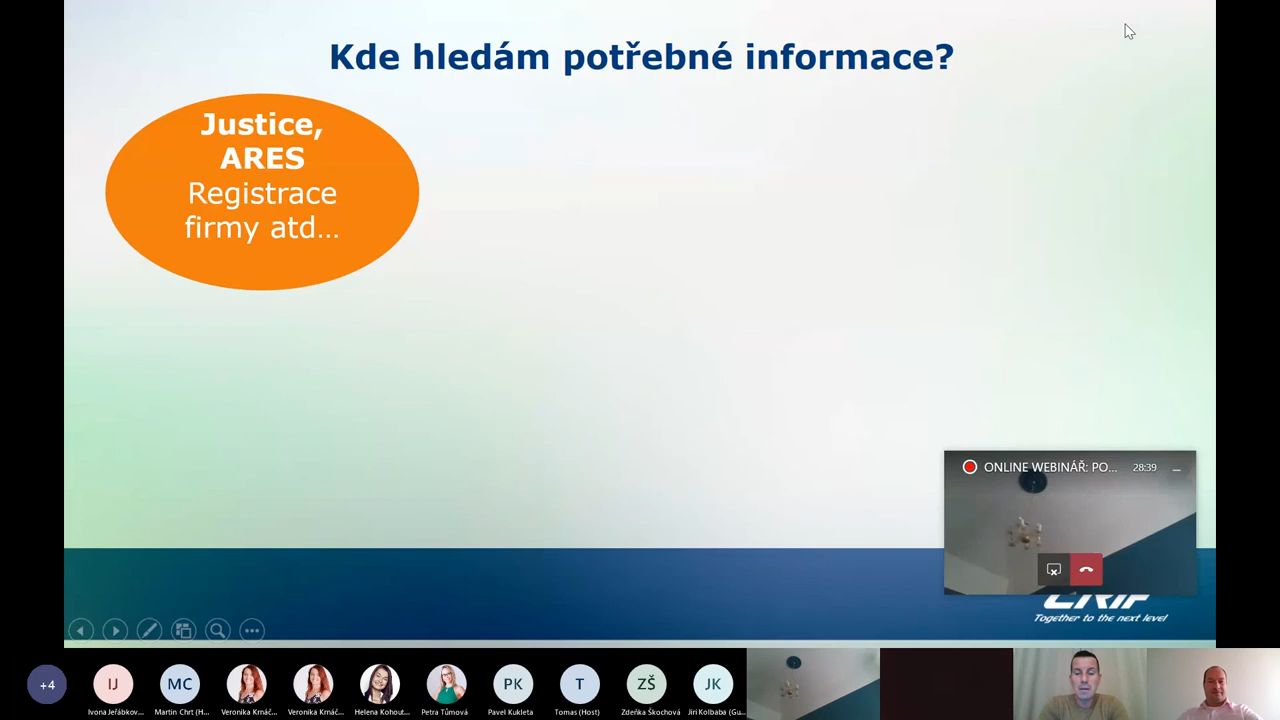 Kde hledám potřebné informace?
Justice,
ARES
Registrace
firmy atd...
ONLINE WEBINÁŘ: PO... 28:39
CRIF
Together to the next level
+4 IJ MC PK T ZŠ JK
Ivona Jeřábkov... Martin Chrt (H... Veronika Krnáč... Veronika Krnáč... Helena Kohout... Petra Tůmová Pavel Kukleta Tomas (Host) Zdeňka Škochová Jiri Kolbaba (Gu...